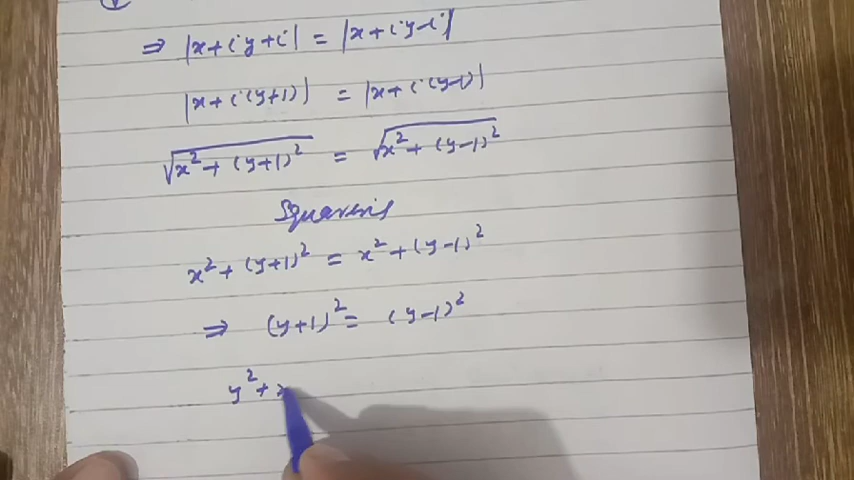 ⇒ |x+iy+i| = |x+iy-i|
|x+i(y+1)| = |x+i(y-1)|
√x²+(y+1)² = √x²+(y-1)²
Squaring
x²+(y+1)² = x²+(y-1)²
⇒ (y+1)² = (y-1)²
y²+